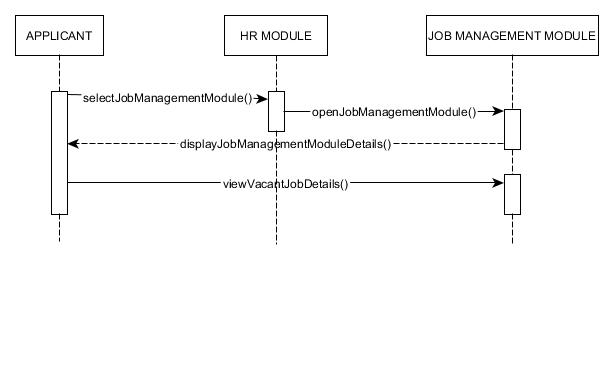 APPLICANT
HR MODULE
JOB MANAGEMENT MODULE
selectJobManagementModule()
openJobManagementModule()
displayJobManagementModuleDetails()
viewVacantJobDetails()